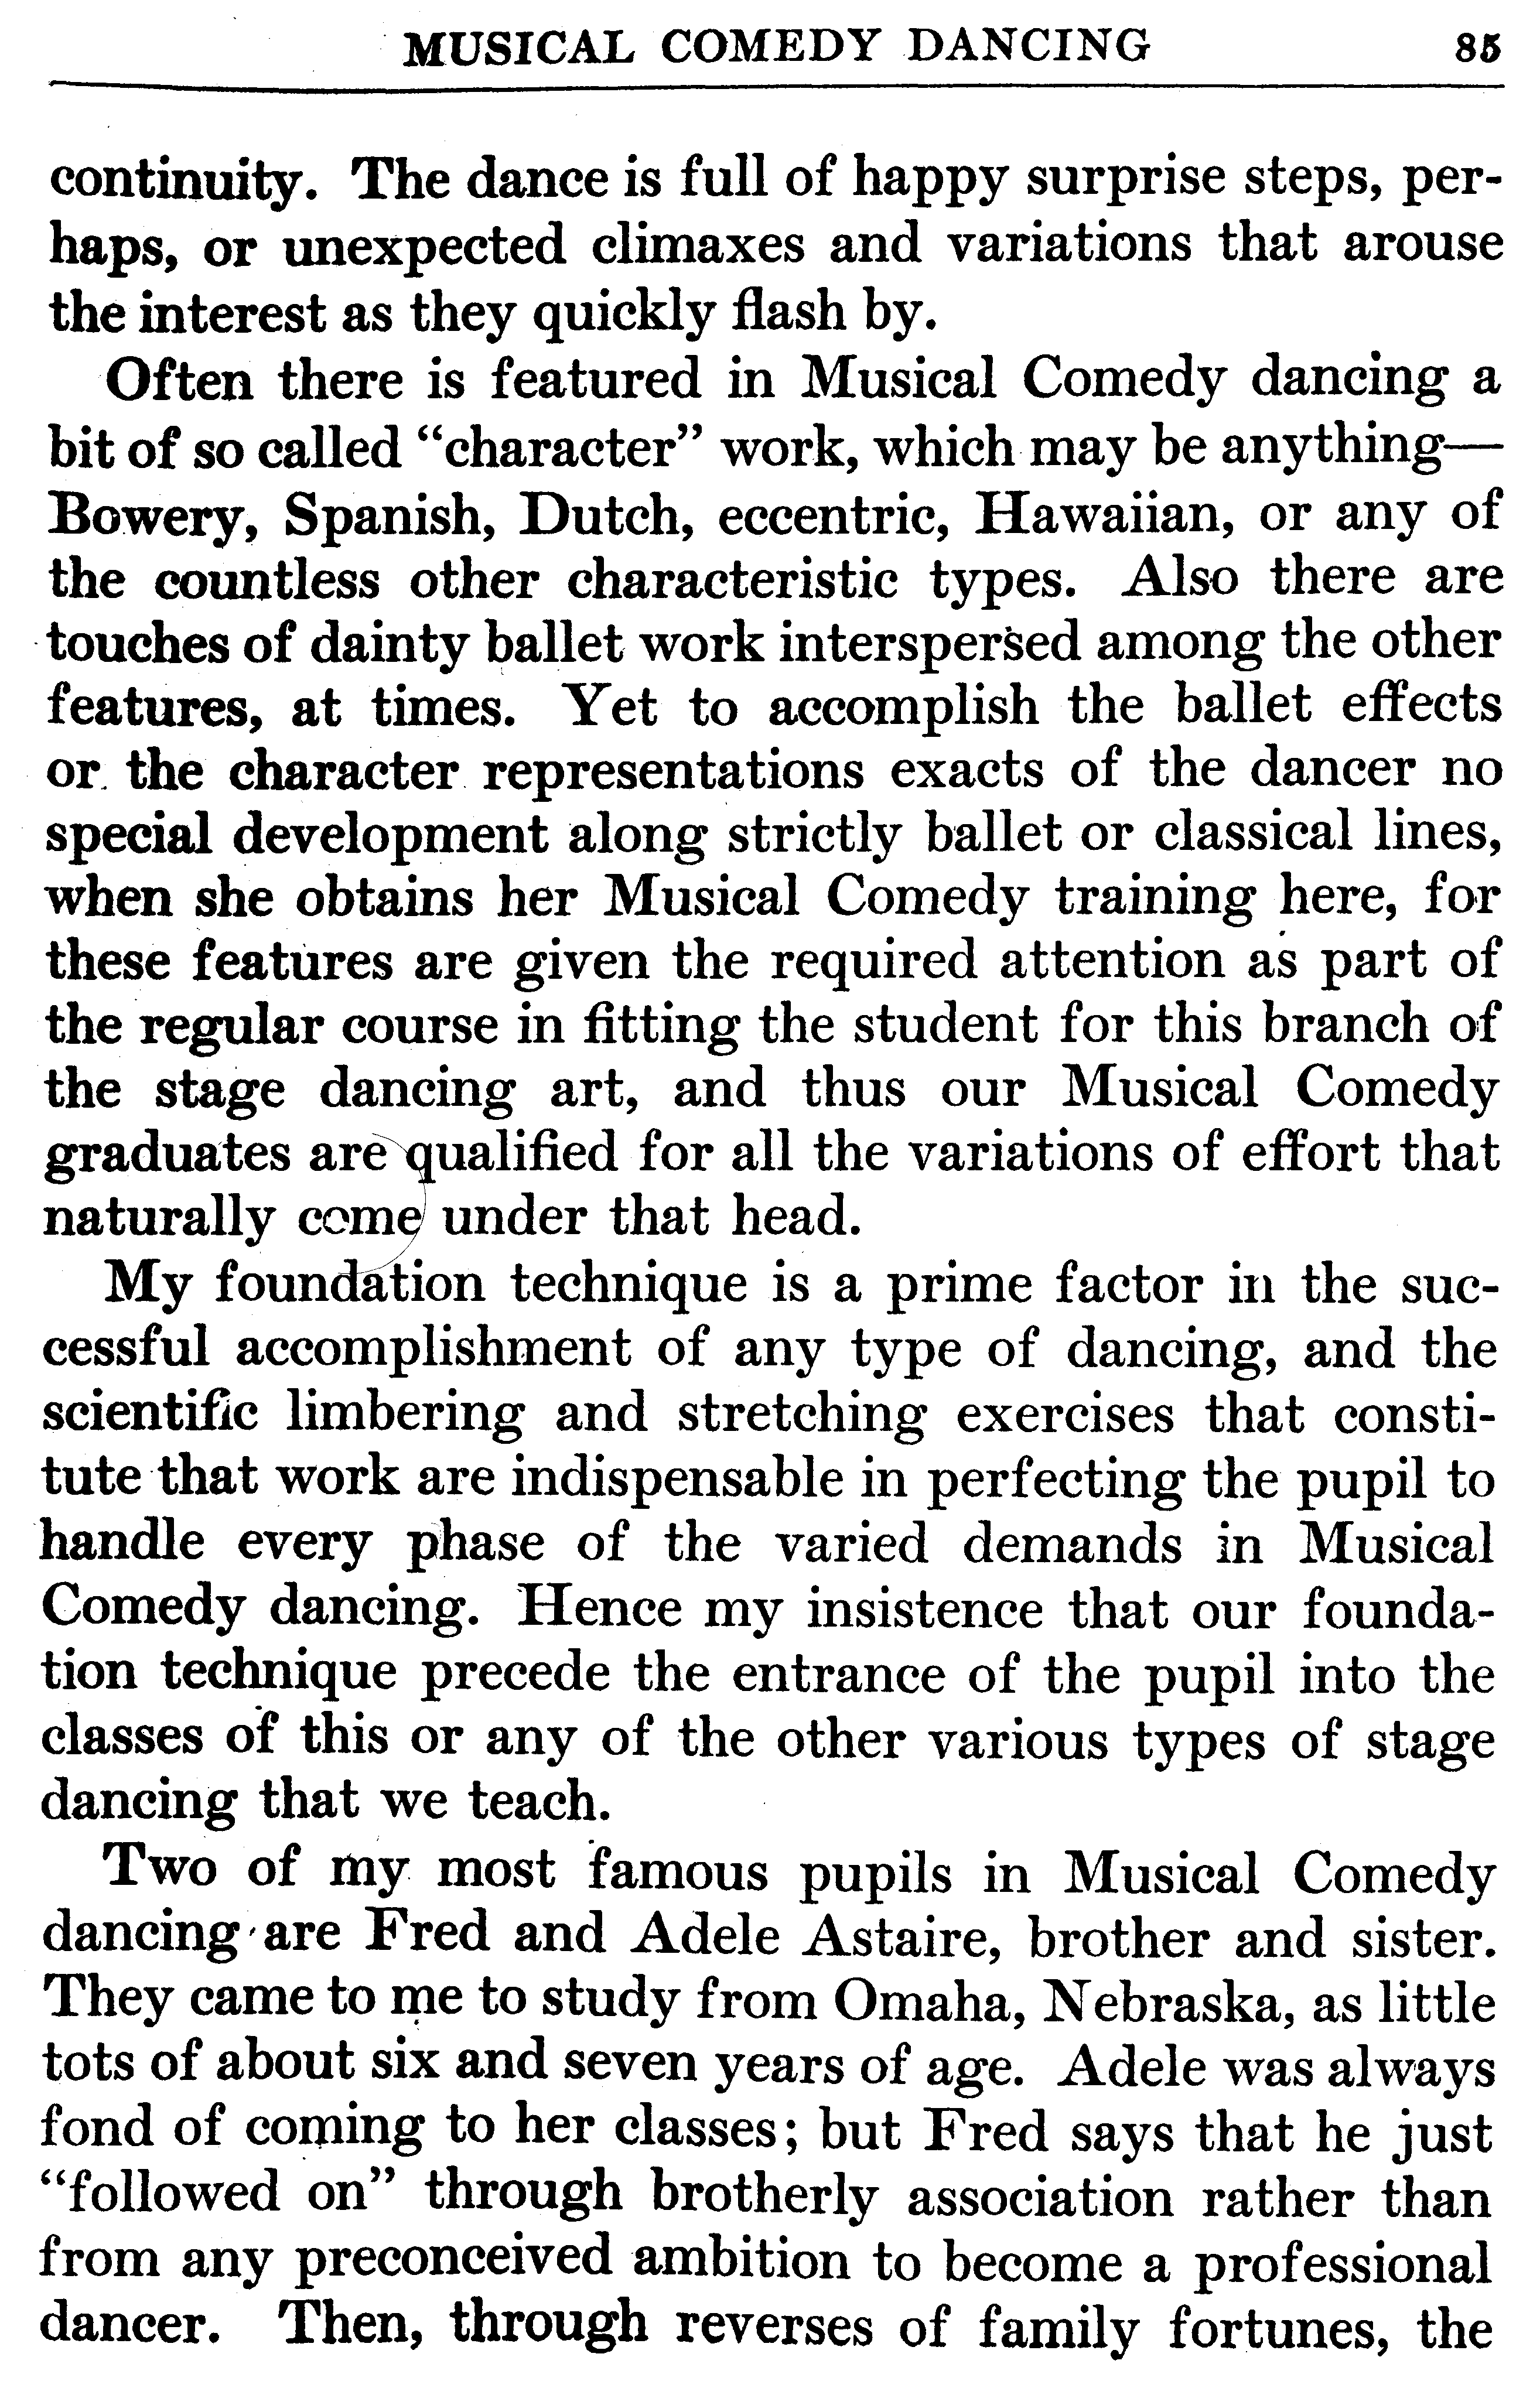 MUSICAL COMEDY DANCING 85
continuity. The dance is full of happy surprise steps, per-
haps, or unexpected climaxes and variations that arouse
the interest as they quickly flash by.
Often there is featured in Musical Comedy dancing a
bit of so called “character” work, which may be anything—
Bowery, Spanish, Dutch, eccentric, Hawaiian, or any of
the countless other characteristic types. Also there are
touches of dainty ballet work interspersed among the other
features, at times. Yet to accomplish the ballet effects
or the character representations exacts of the dancer no
special development along strictly ballet or classical lines,
when she obtains her Musical Comedy training here, for
these features are given the required attention as part of
the regular course in fitting the student for this branch of
the stage dancing art, and thus our Musical Comedy
graduates are qualified for all the variations of effort that
naturally come under that head.
My foundation technique is a prime factor in the suc-
cessful accomplishment of any type of dancing, and the
scientific limbering and stretching exercises that consti-
tute that work are indispensable in perfecting the pupil to
handle every phase of the varied demands in Musical
Comedy dancing. Hence my insistence that our founda-
tion technique precede the entrance of the pupil into the
classes of this or any of the other various types of stage
dancing that we teach.
Two of my most famous pupils in Musical Comedy
dancing are Fred and Adele Astaire, brother and sister.
They came to me to study from Omaha, Nebraska, as little
tots of about six and seven years of age. Adele was always
fond of coming to her classes; but Fred says that he just
“followed on” through brotherly association rather than
from any preconceived ambition to become a professional
dancer. Then, through reverses of family fortunes, the